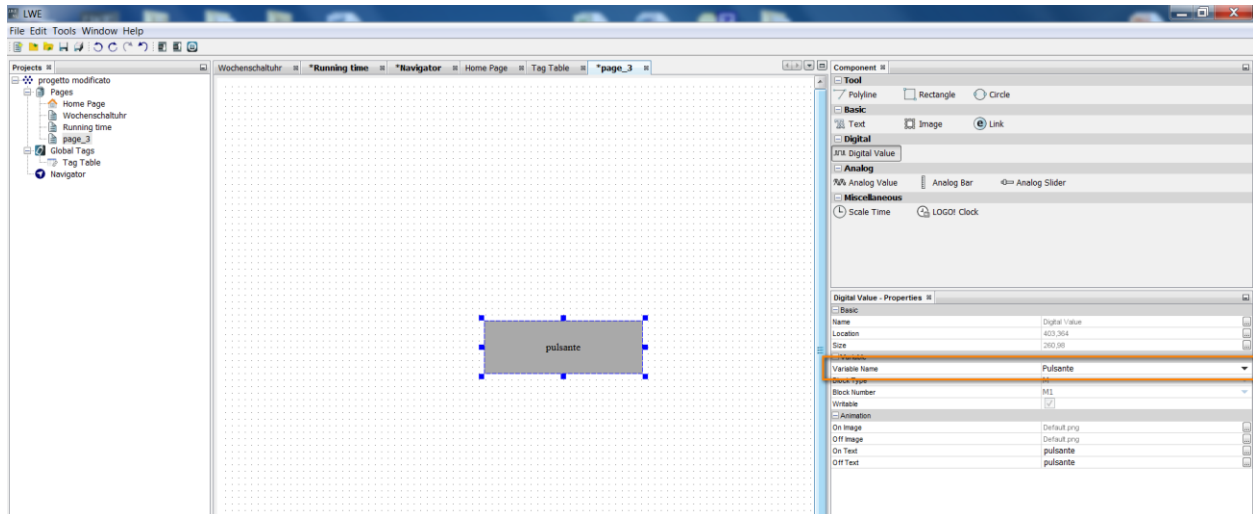 LWE
File Edit Tools Window Help
Projects
progetto modificato
Pages
Home Page
Wochenschaltuhr
Running time
page_3
Global Tags
Tag Table
Navigator
Wochenschaltuhr *Running time *Navigator Home Page Tag Table *page_3
pulsante
Component
Tool
Polyline Rectangle Circle
Basic
Text Image Link
Digital
Digital Value
Analog
Analog Value Analog Bar Analog Slider
Miscellaneous
Scale Time LOGO! Clock
Digital Value - Properties
Basic
Name Digital Value
Location 403,364
Size 260,98
Variable
Variable Name Pulsante
Block Type M
Block Number M1
Writable
Animation
On Image Default.png
Off Image Default.png
On Text pulsante
Off Text pulsante